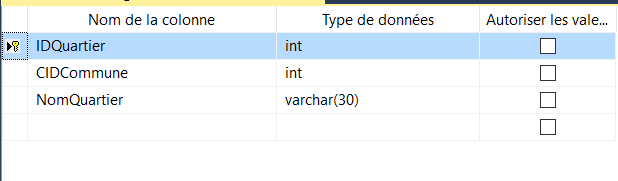 Nom de la colonne Type de données Autoriser les vale...
IDQuartier int
CIDCommune int
NomQuartier varchar(30)